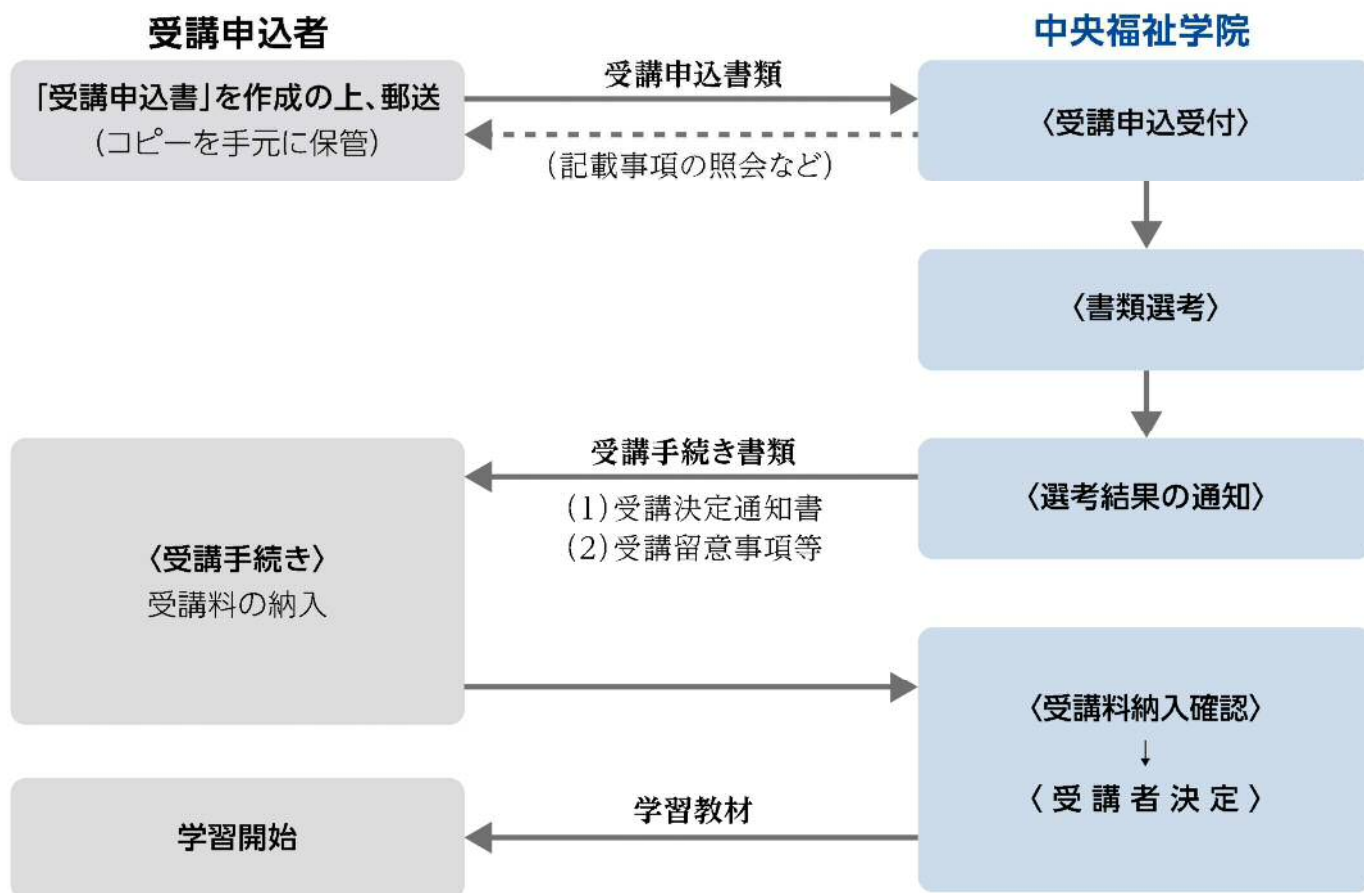 受講申込者
中央福祉学院
「受講申込書」を作成の上、郵送
(コピーを手元に保管)
受講申込書類
(記載事項の照会など)
〈受講申込受付〉
〈書類選考〉
〈選考結果の通知〉
受講手続き書類
(1)受講決定通知書
(2)受講留意事項等
〈受講手続き〉
受講料の納入
〈受講料納入確認〉
↓
〈受講者決定〉
学習教材
学習開始